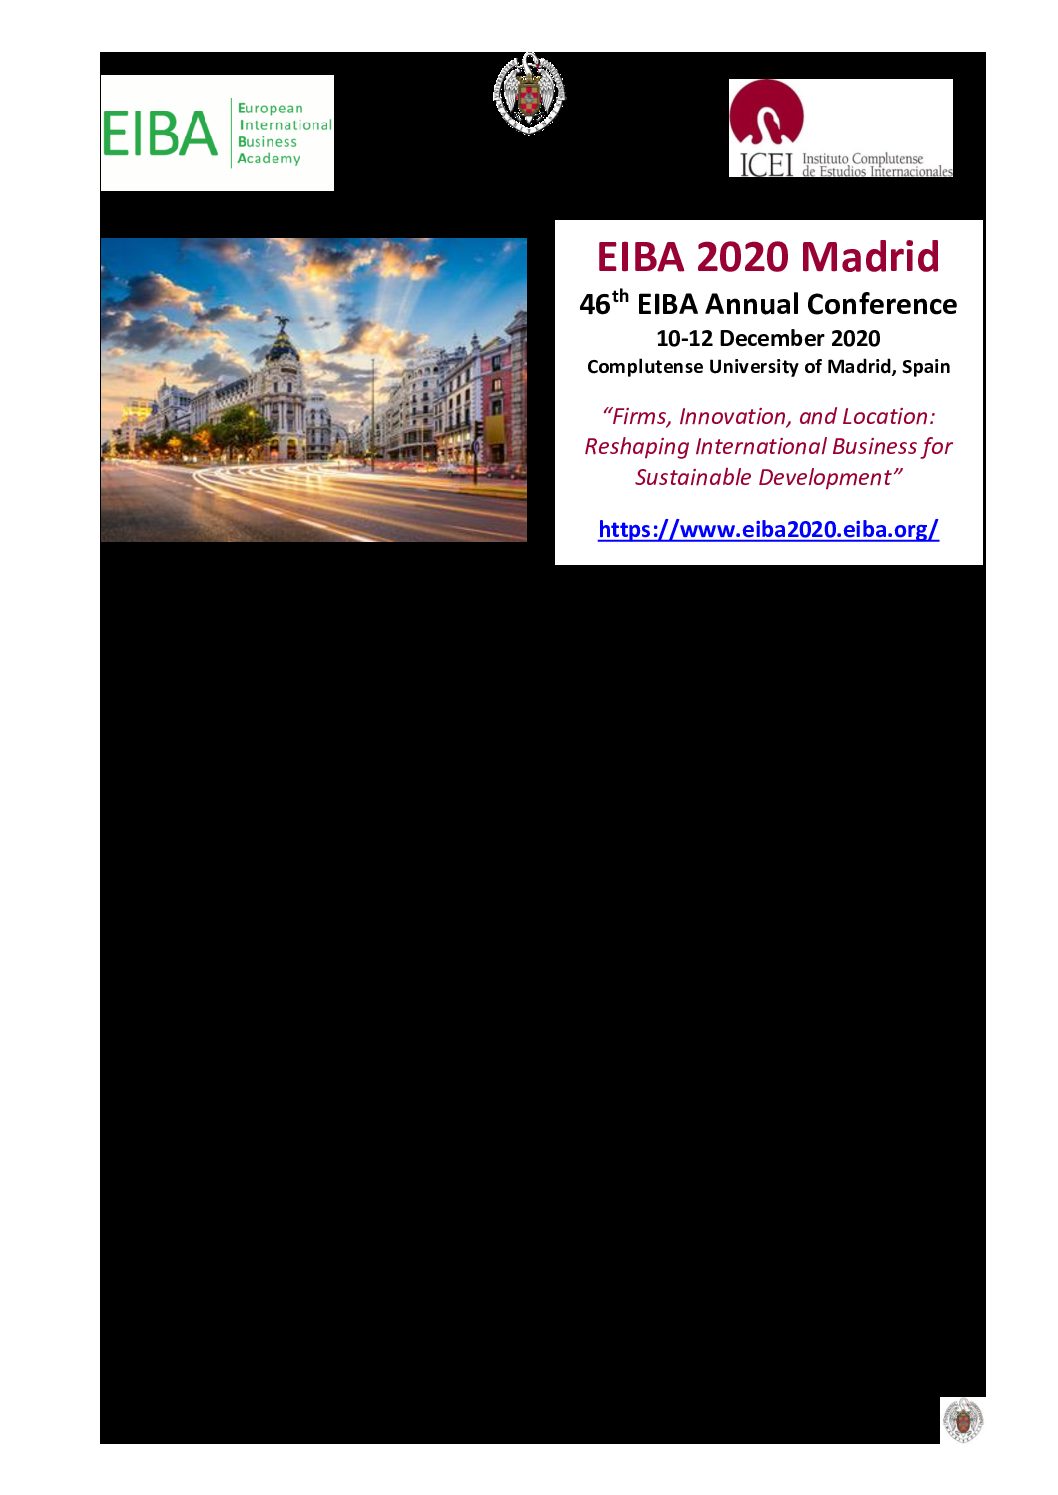 EIBA
European
International
Business
Academy
ICEI
Instituto Complutense
de Estudios Internacionales
EIBA 2020 Madrid
46th EIBA Annual Conference
10-12 December 2020
Complutense University of Madrid, Spain
“Firms, Innovation, and Location:
Reshaping International Business for
Sustainable Development”
https://www.eiba2020.eiba.org/